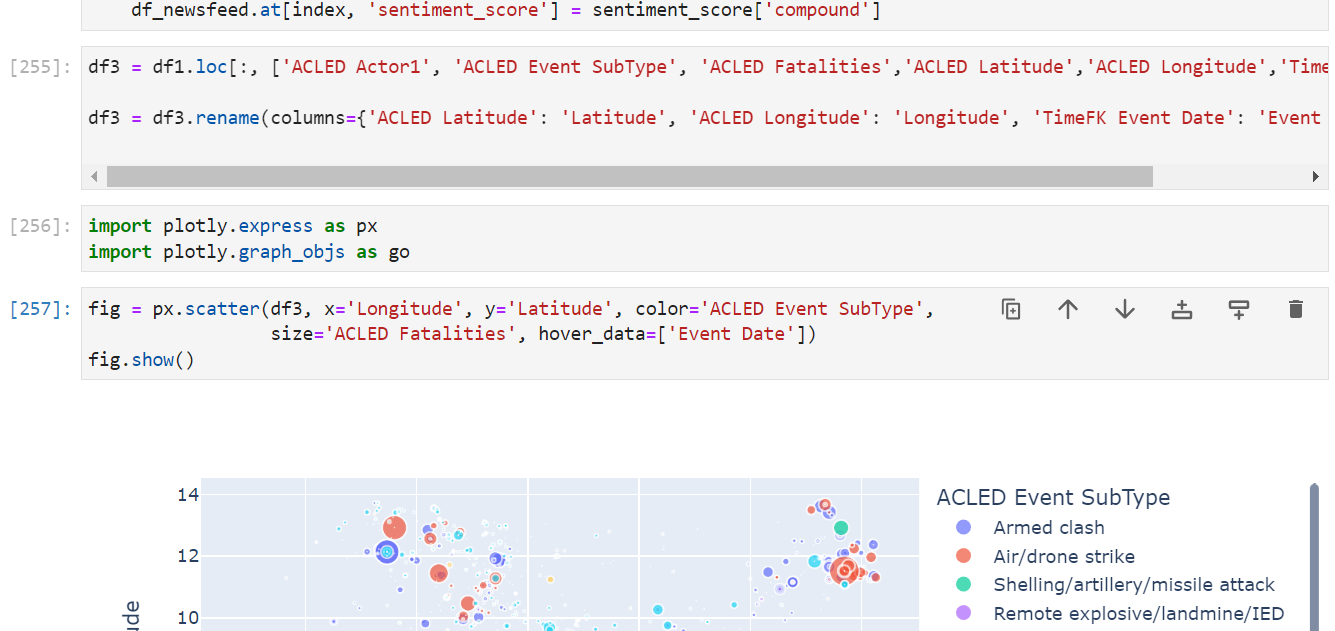 df_newsfeed.at[index, 'sentiment_score'] = sentiment_score['compound']
[255]: df3 = df1.loc[:, ['ACLED Actor1', 'ACLED Event SubType', 'ACLED Fatalities','ACLED Latitude','ACLED Longitude','Time
df3 = df3.rename(columns={'ACLED Latitude': 'Latitude', 'ACLED Longitude': 'Longitude', 'TimeFK Event Date': 'Event
[256]: import plotly.express as px
import plotly.graph_objs as go
[257]: fig = px.scatter(df3, x='Longitude', y='Latitude', color='ACLED Event SubType',
size='ACLED Fatalities', hover_data=['Event Date'])
fig.show()
14
12
10
ude
ACLED Event SubType
Armed clash
Air/drone strike
Shelling/artillery/missile attack
Remote explosive/landmine/IED